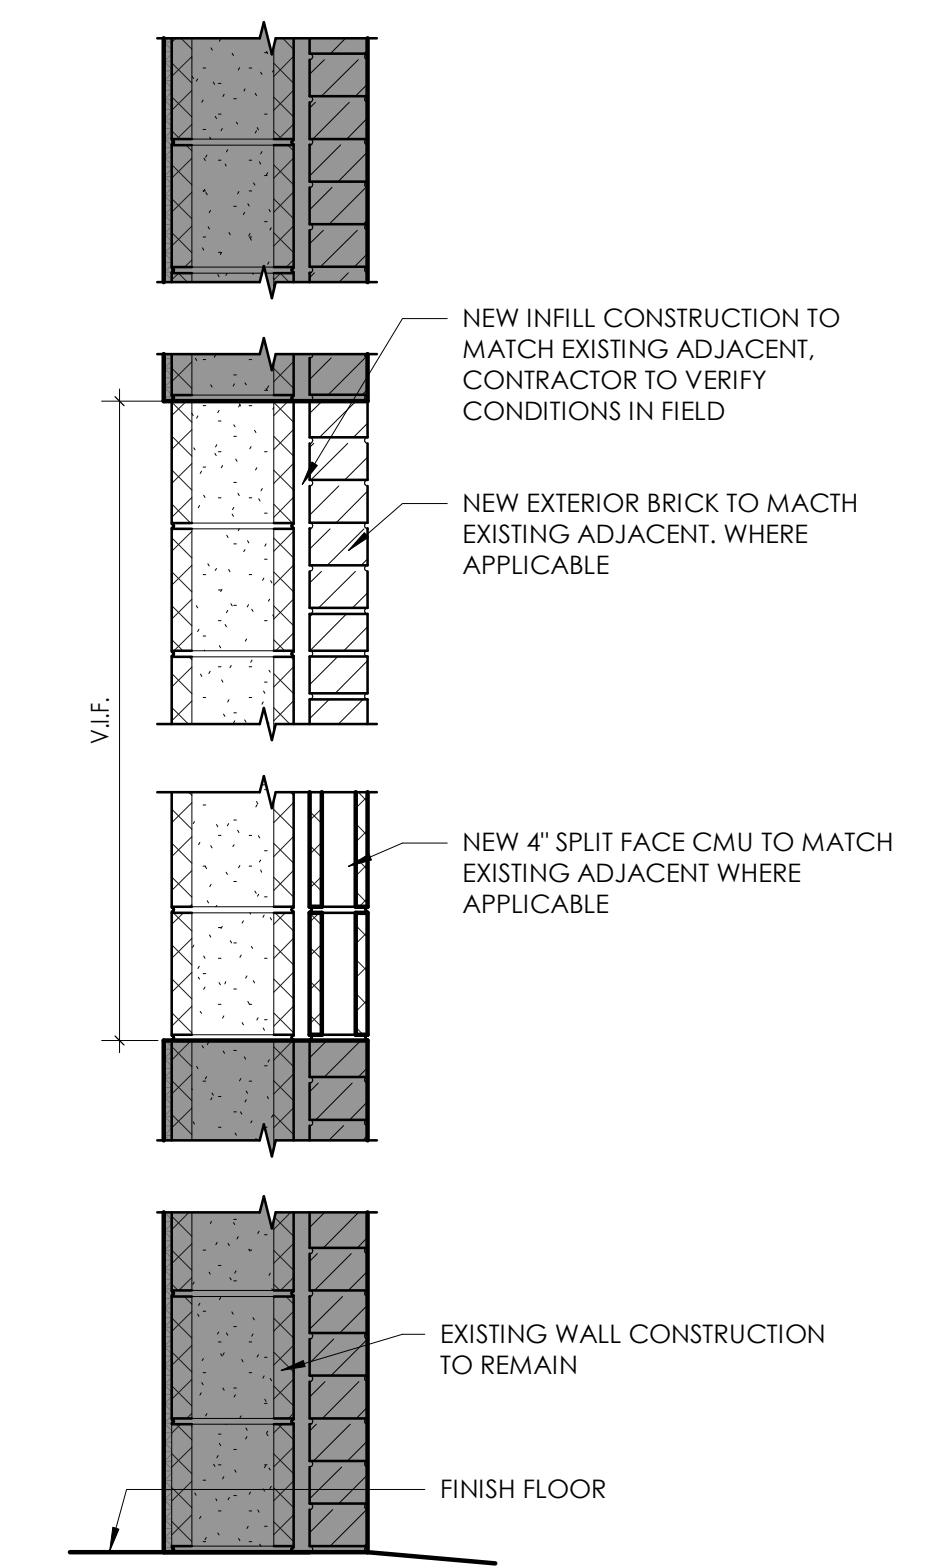 NEW INFILL CONSTRUCTION TO
MATCH EXISTING ADJACENT,
CONTRACTOR TO VERIFY
CONDITIONS IN FIELD
NEW EXTERIOR BRICK TO MACTH
EXISTING ADJACENT. WHERE
APPLICABLE
V.I.F.
NEW 4" SPLIT FACE CMU TO MATCH
EXISTING ADJACENT WHERE
APPLICABLE
EXISTING WALL CONSTRUCTION
TO REMAIN
FINISH FLOOR